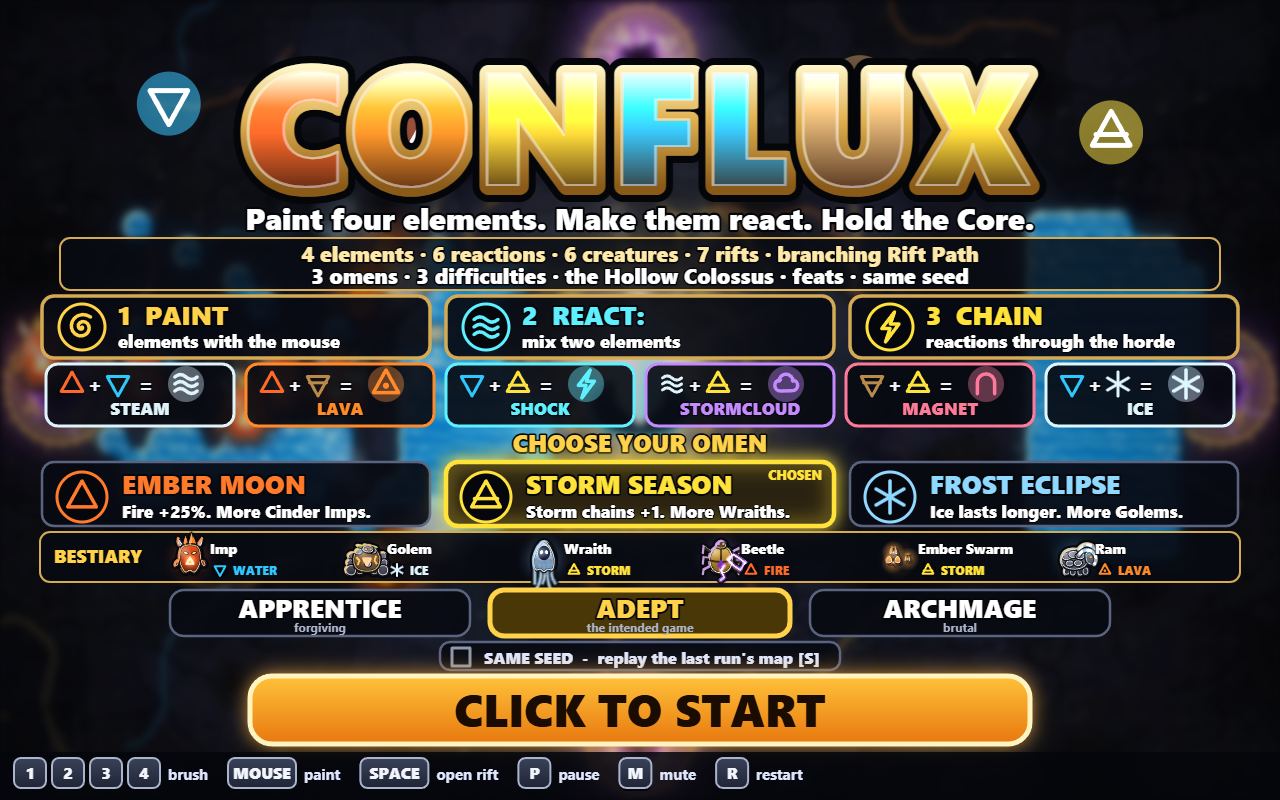 CONFLUX
Paint four elements. Make them react. Hold the Core.
4 elements · 6 reactions · 6 creatures · 7 rifts · branching Rift Path
3 omens · 3 difficulties · the Hollow Colossus · feats · same seed
1 PAINT
elements with the mouse
2 REACT:
mix two elements
3 CHAIN
reactions through the horde
+ =
STEAM
+ =
LAVA
+ =
SHOCK
+ =
STORMCLOUD
+ =
MAGNET
+ =
ICE
CHOOSE YOUR OMEN
EMBER MOON
Fire +25%. More Cinder Imps.
STORM SEASON
CHOSEN
Storm chains +1. More Wraiths.
FROST ECLIPSE
Ice lasts longer. More Golems.
BESTIARY
Imp
WATER
Golem
ICE
Wraith
STORM
Beetle
FIRE
Ember Swarm
STORM
Ram
LAVA
APPRENTICE
forgiving
ADEPT
the intended game
ARCHMAGE
brutal
SAME SEED - replay the last run's map [S]
CLICK TO START
1 2 3 4 brush MOUSE paint SPACE open rift P pause M mute R restart